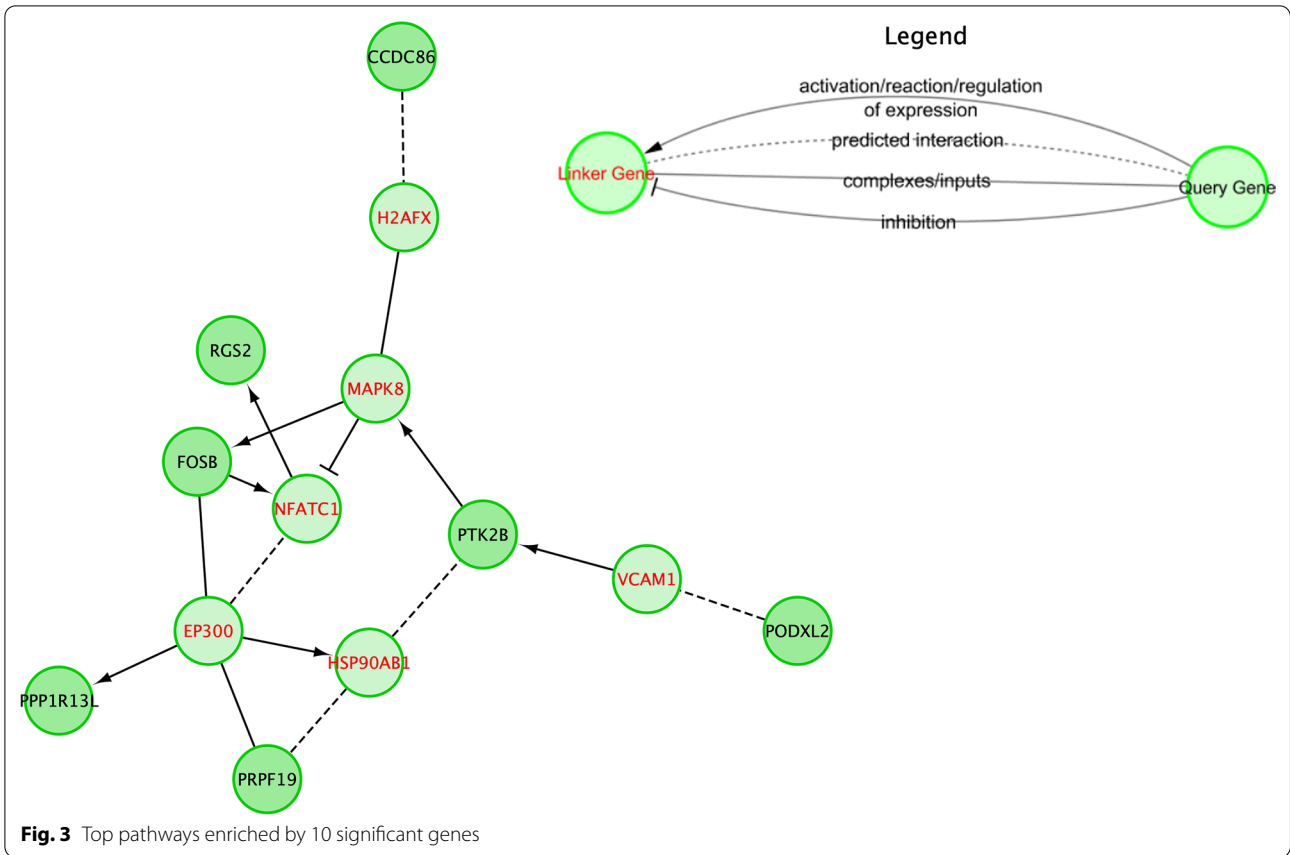 CCDC86
Legend
activation/reaction/regulation
of expression
predicted interaction
Linker Gene
complexes/inputs
Query Gene
inhibition
H2AFX
RGS2
MAPK8
FOSB
NFATC1
PTK2B
VCAM1
EP300
PODXL2
HSP90AB1
PPP1R13L
PRPF19
Fig. 3 Top pathways enriched by 10 significant genes